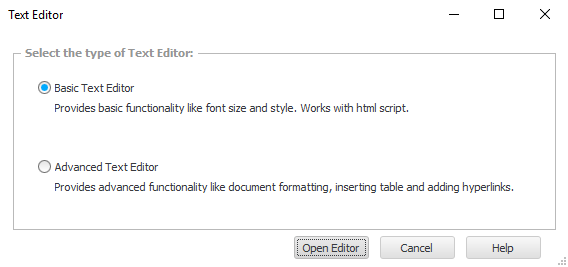 Text Editor
Select the type of Text Editor:
Basic Text Editor
Provides basic functionality like font size and style. Works with html script.
Advanced Text Editor
Provides advanced functionality like document formatting, inserting table and adding hyperlinks.
Open Editor Cancel Help